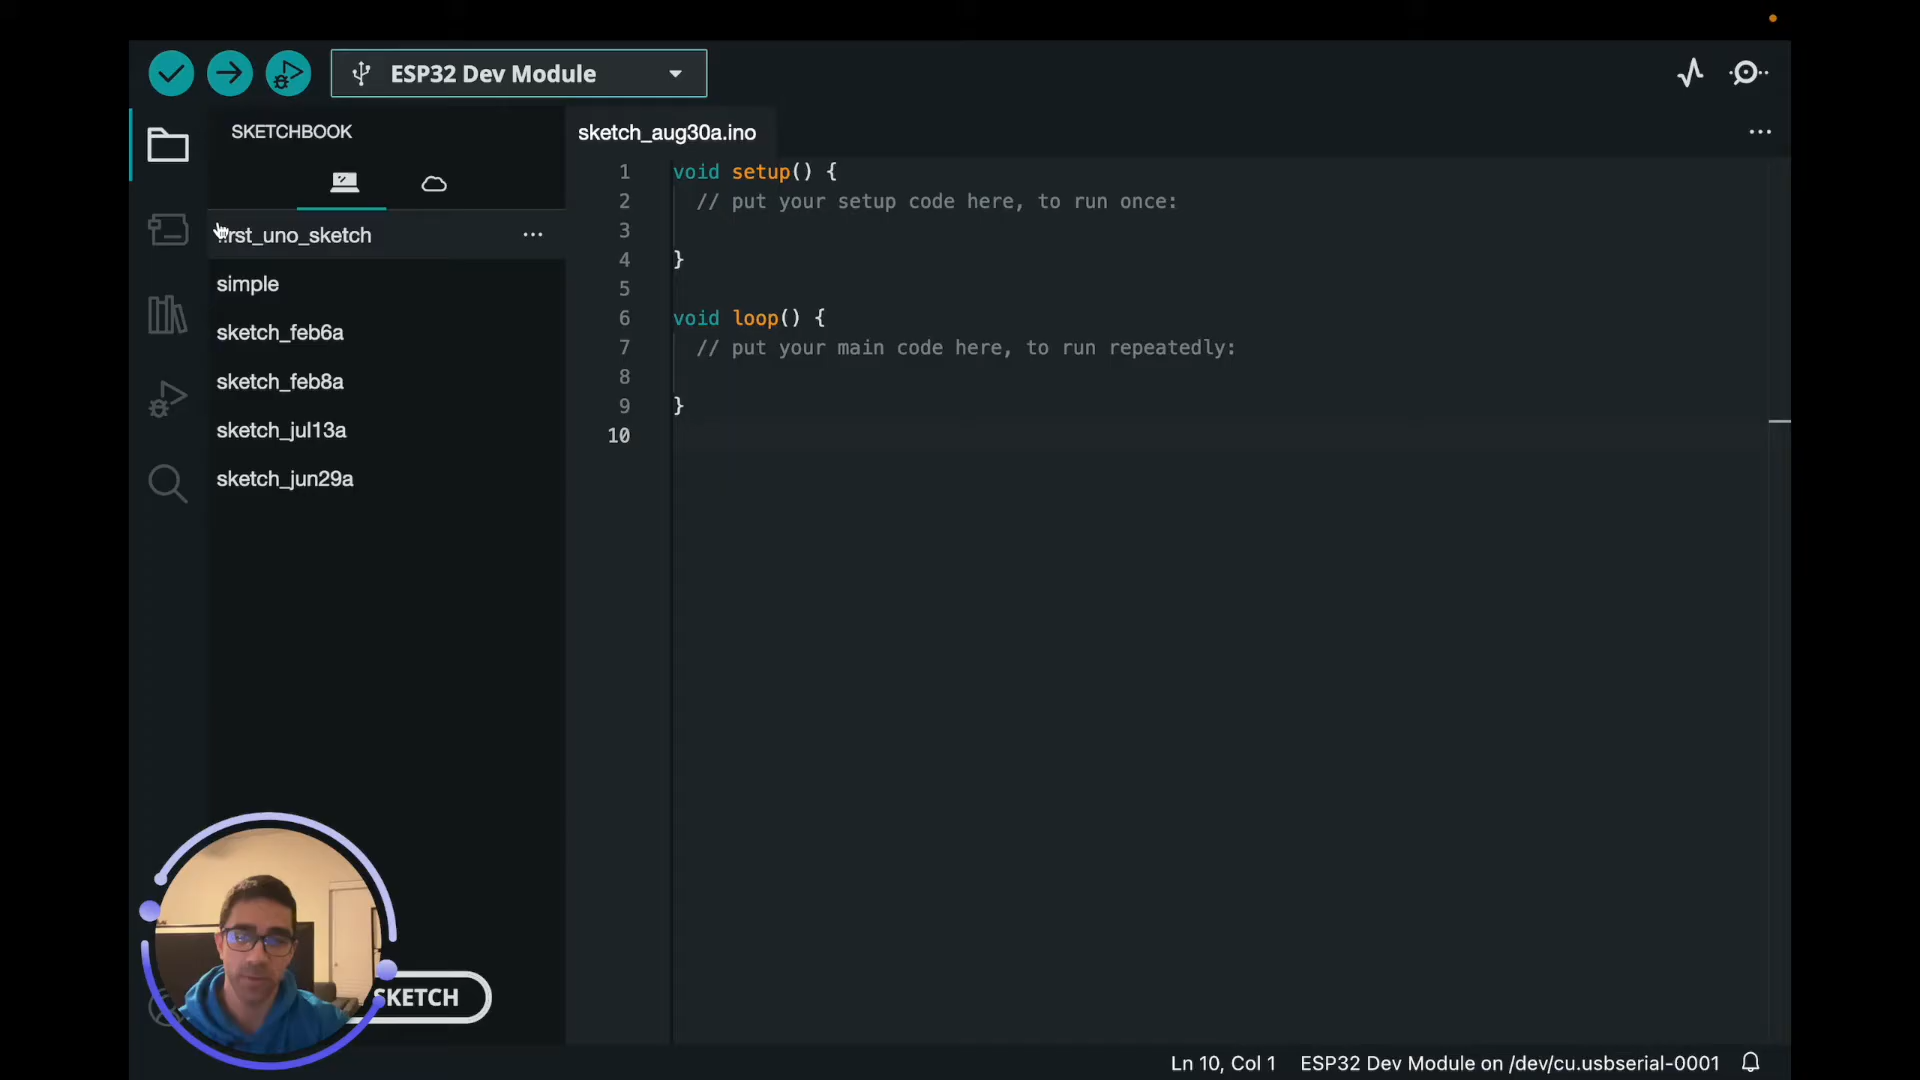 ESP32 Dev Module
SKETCHBOOK
sketch_aug30a.ino
first_uno_sketch
simple
sketch_feb6a
sketch_feb8a
sketch_jul13a
sketch_jun29a
1 void setup() {
2 // put your setup code here, to run once:
3
4 }
5
6 void loop() {
7 // put your main code here, to run repeatedly:
8
9 }
10
SKETCH
Ln 10, Col 1 ESP32 Dev Module on /dev/cu.usbserial-0001